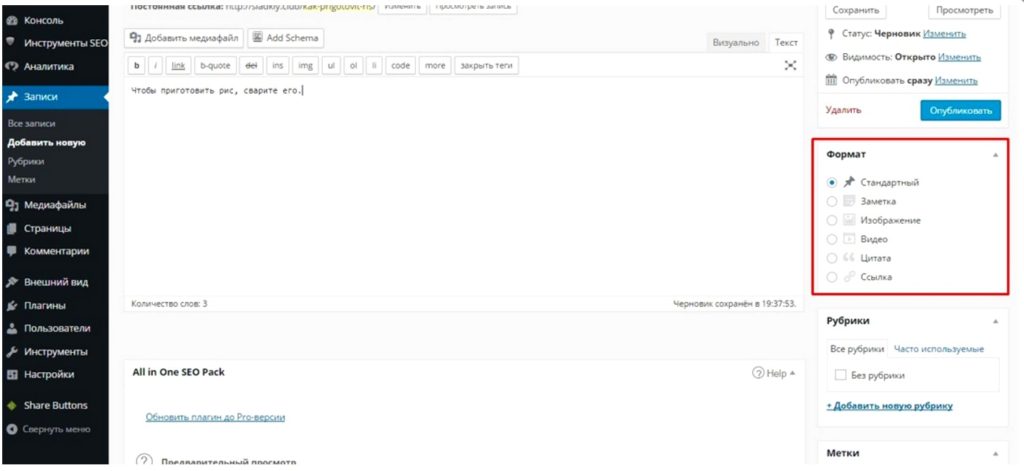 Консоль
Инструменты SEO
Аналитика
Записи
Все записи
Добавить новую
Рубрики
Метки
Медиафайлы
Страницы
Комментарии
Внешний вид
Плагины
Пользователи
Инструменты
Настройки
Share Buttons
Свернуть меню
Постоянная ссылка: http://sladkiy.club/kak-prigotovit-ris/ Изменить Просмотреть запись
Добавить медиафайл Add Schema
Визуально Текст
b i link b-quote del ins img ul ol li code more закрыть теги
Чтобы приготовить рис, сварите его.
Количество слов: 3 Черновик сохранён в 19:37:53.
All in One SEO Pack Help
Обновить плагин до Pro-версии
Предварительный просмотр
Сохранить Просмотреть
Статус: Черновик Изменить
Видимость: Открыто Изменить
Опубликовать сразу Изменить
Удалить Опубликовать
Формат
Стандартный
Заметка
Изображение
Видео
Цитата
Ссылка
Рубрики
Все рубрики Часто используемые
Без рубрики
+ Добавить новую рубрику
Метки